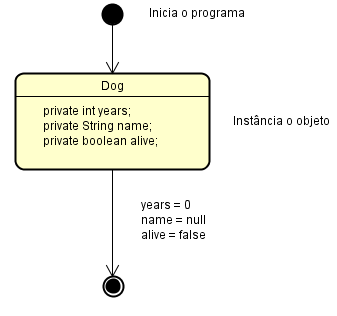 Inicia o programa
Dog
private int years;
private String name;
private boolean alive;
Instância o objeto
years = 0
name = null
alive = false